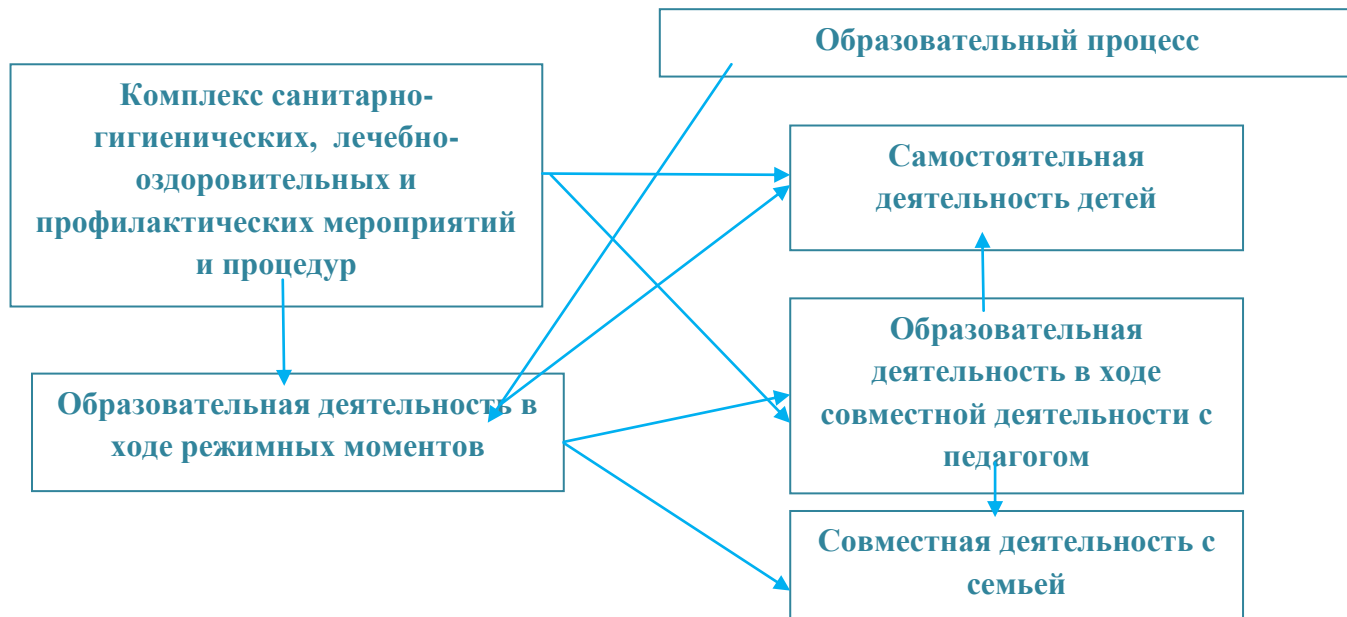 Образовательный процесс
Комплекс санитарно-
гигиенических, лечебно-
оздоровительных и
профилактических мероприятий
и процедур
Самостоятельная
деятельность детей
Образовательная деятельность в
ходе режимных моментов
Образовательная
деятельность в ходе
совместной деятельности с
педагогом
Совместная деятельность с
семьей